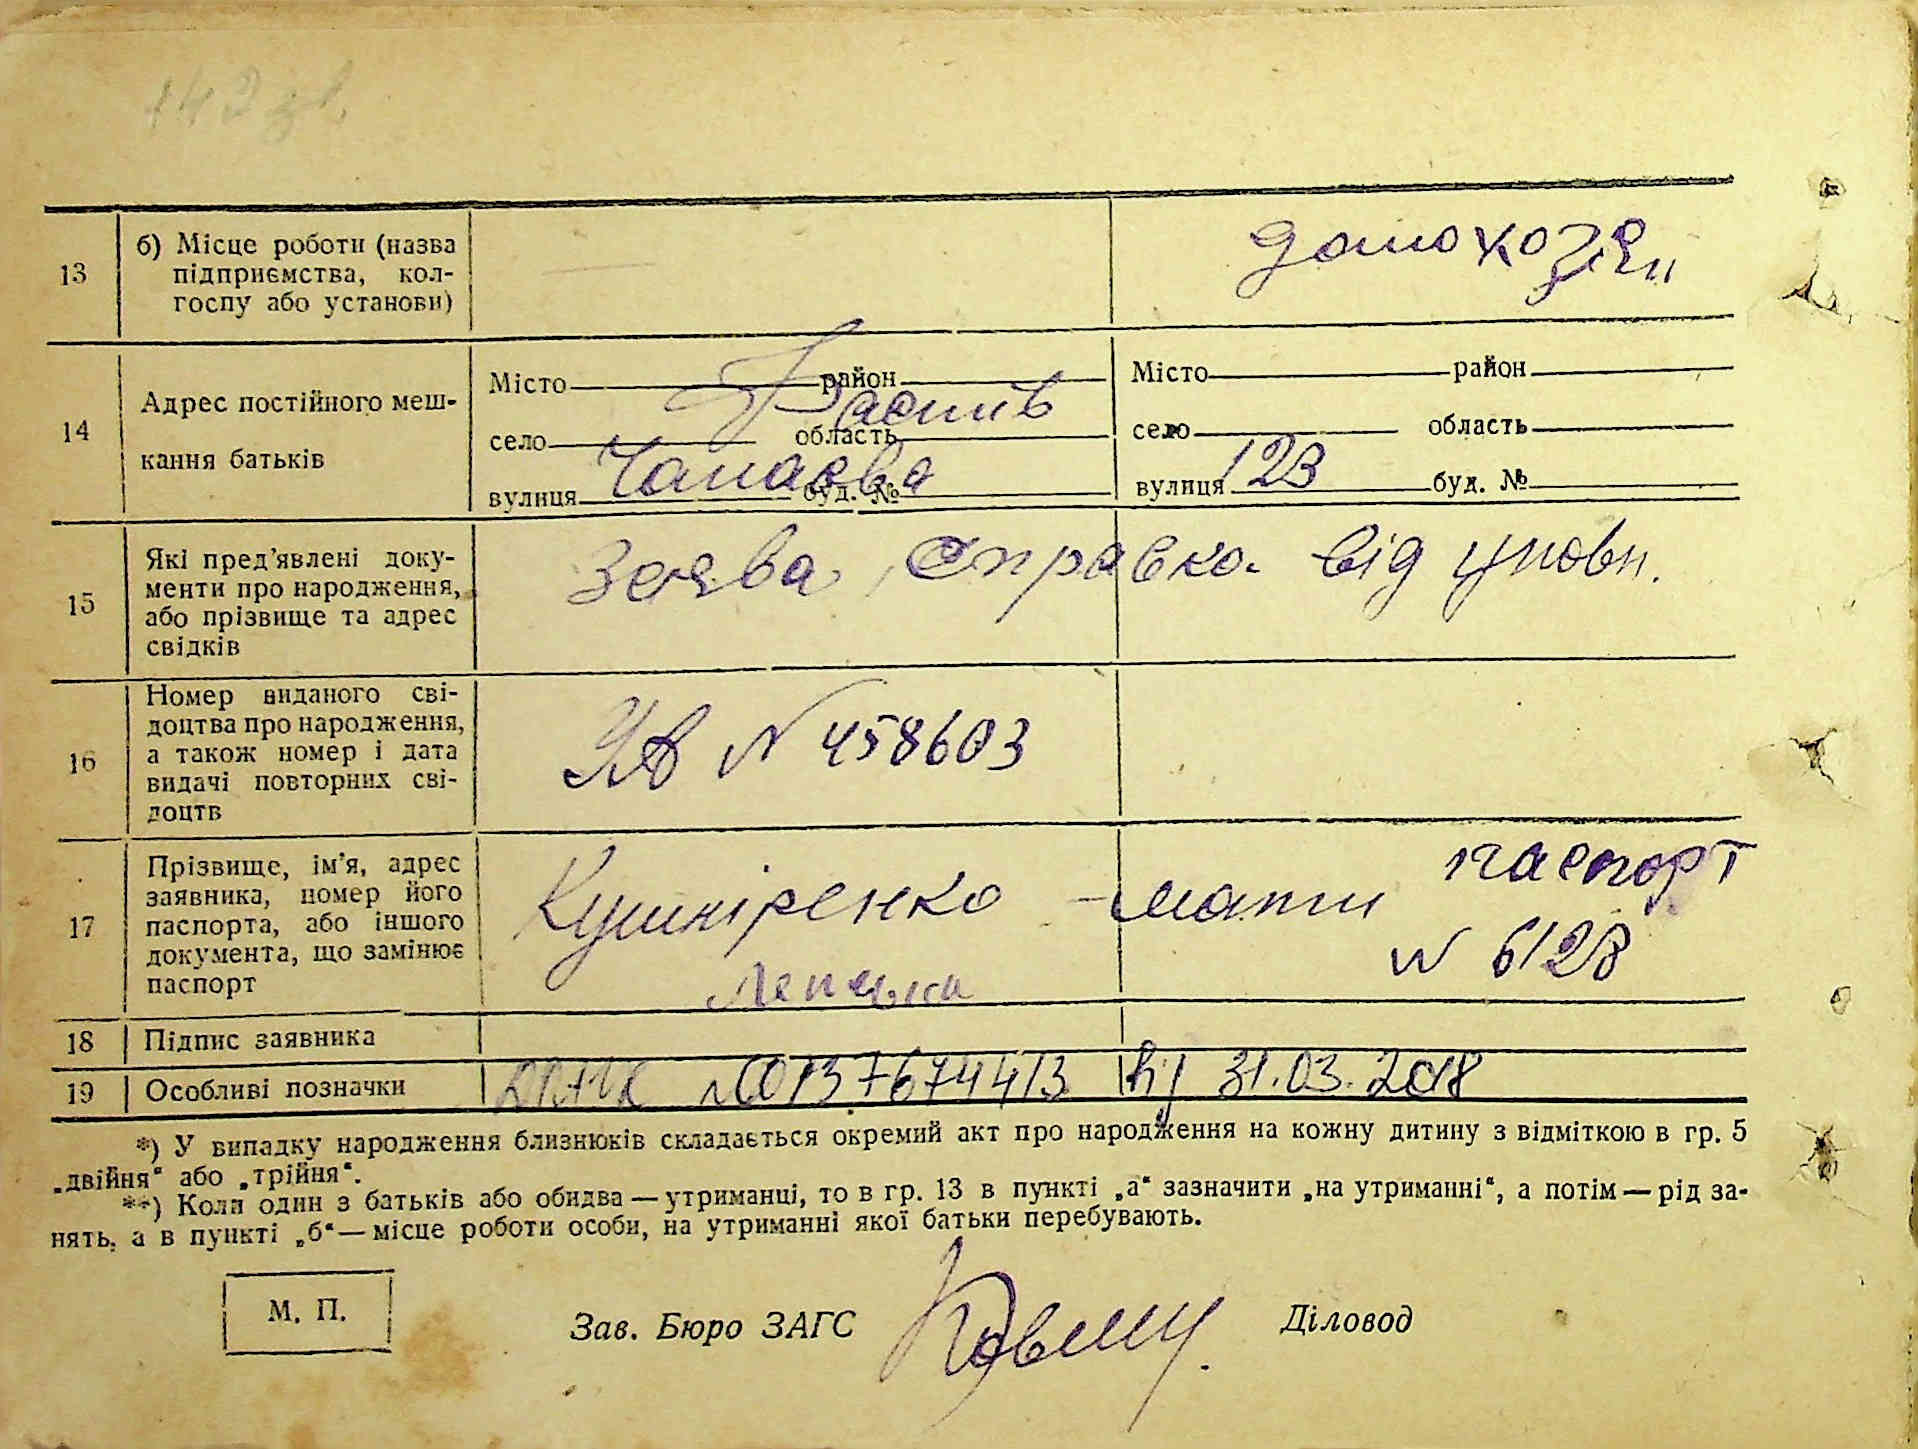 142 зв.
13
б) Місце роботи (назва
підприємства, кол-
госпу або установи)
—
домохозяй
14
Адрес постійного меш-
кання батьків
Місто район
Фастів
село область
вулиця Чапаєва буд. №
Місто район
село область
вулиця 123 буд. №
15
Які пред'явлені доку-
менти про народження,
або прізвище та адрес
свідків
Заява, справка від уповн.
16
Номер виданого сві-
доцтва про народження,
а також номер і дата
видачі повторних сві-
доцтв
УВ N 458603
17
Прізвище, ім'я, адрес
заявника, номер його
паспорта, або іншого
документа, що замінює
паспорт
Кушніренко - мати паспорт
N 6128
18
Підпис заявника
19
Особливі позначки
№00137674413 від 31.03.2018
*) У випадку народження близнюків складається окремий акт про народження на кожну дитину з відміткою в гр. 5
„двійня“ або „трійня“.
**) Коли один з батьків або обидва — утриманці, то в гр. 13 в пункті „а“ зазначити „на утриманні“, а потім — рід за-
нять, а в пункті „б“ — місце роботи особи, на утриманні якої батьки перебувають.
М. П.
Зав. Бюро ЗАГС
Діловод